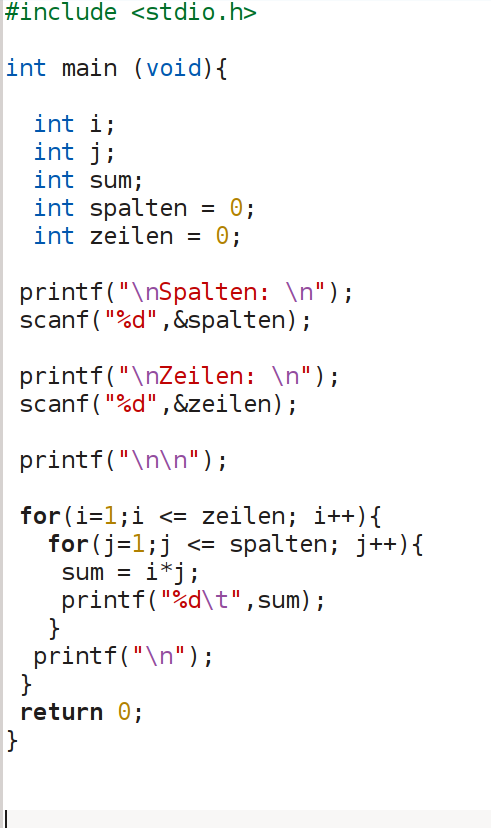 #include <stdio.h>
int main (void){
int i;
int j;
int sum;
int spalten = 0;
int zeilen = 0;
printf("\nSpalten: \n");
scanf("%d",&spalten);
printf("\nZeilen: \n");
scanf("%d",&zeilen);
printf("\n\n");
for(i=1;i <= zeilen; i++){
for(j=1;j <= spalten; j++){
sum = i*j;
printf("%d\t",sum);
}
printf("\n");
}
return 0;
}